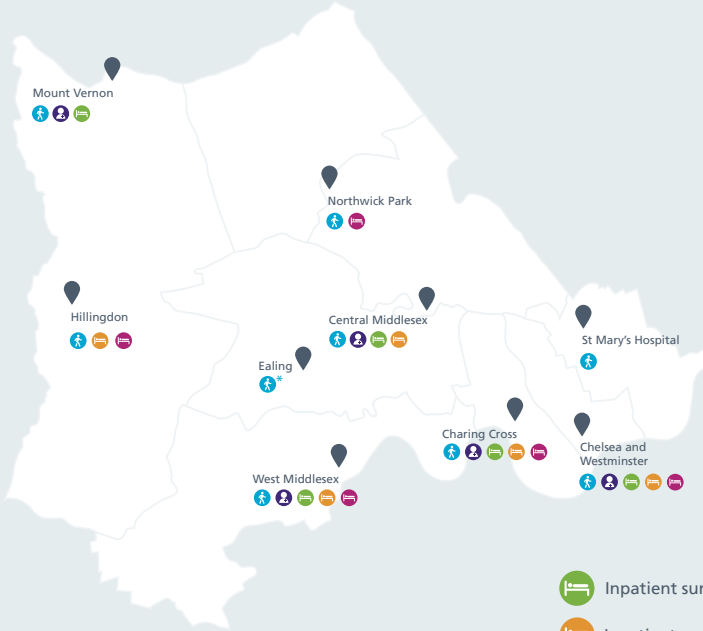 Mount Vernon
Northwick Park
Hillingdon
Central Middlesex
St Mary's Hospital
Ealing
*
Charing Cross
Chelsea and
Westminster
West Middlesex
Inpatient